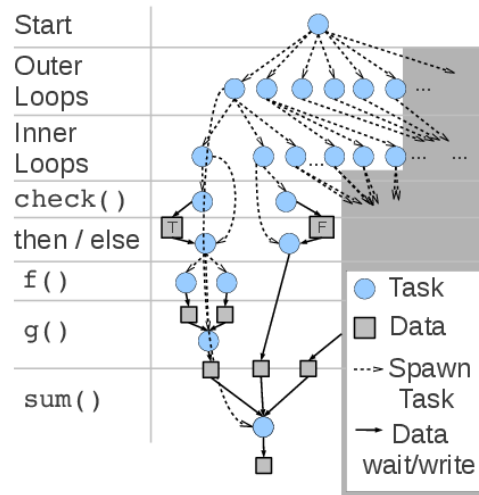 Start
Outer
Loops
...
Inner
Loops
...
... ...
check()
T
F
then / else
f()
Task
g()
Data
Spawn
Task
sum()
Data
wait/write